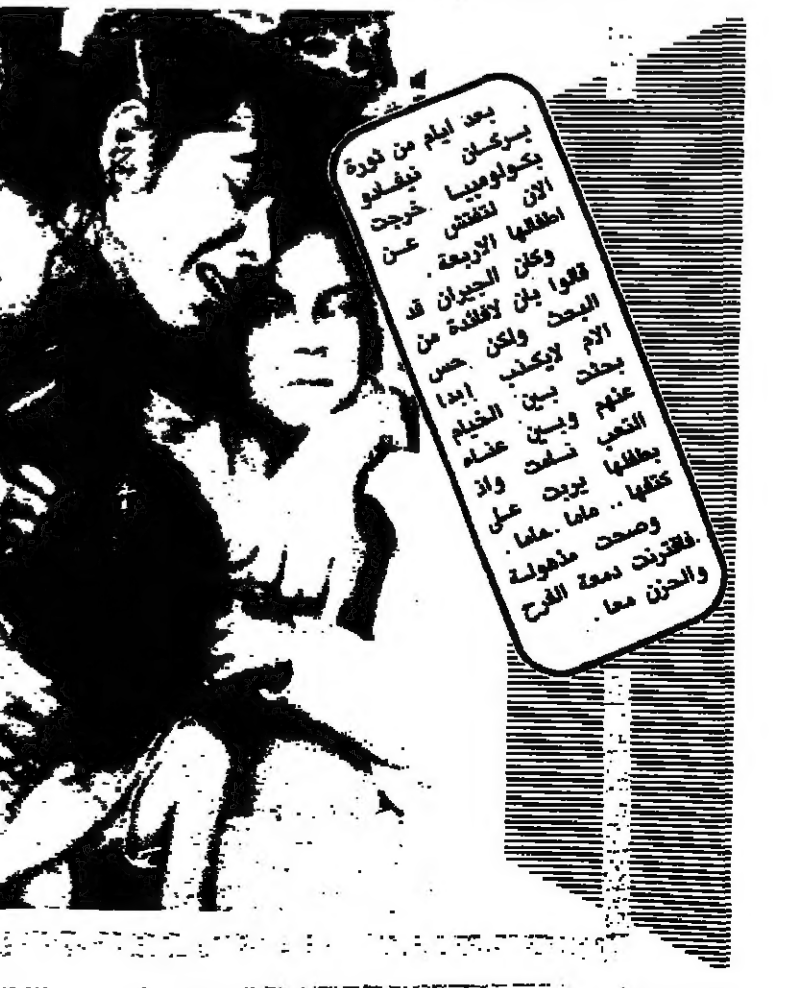 بعد ايام من ثورة
بركان نيفادو
بكولومبيا خرجت
الان لتفتش عن
اطفالها الاربعة .
وكان الجيران قد
قالوا بان لافائدة من
البحث ولكن حس
الام لايكذب ابدا
بحثت بين الخيام
عنهم وبين عناء
التعب نامت واذ
بطفلها يربت على
كتفها .. ماما . ماما .
وصحت مذهولة
فاقترنت دمعة الفرح
والحزن معا .